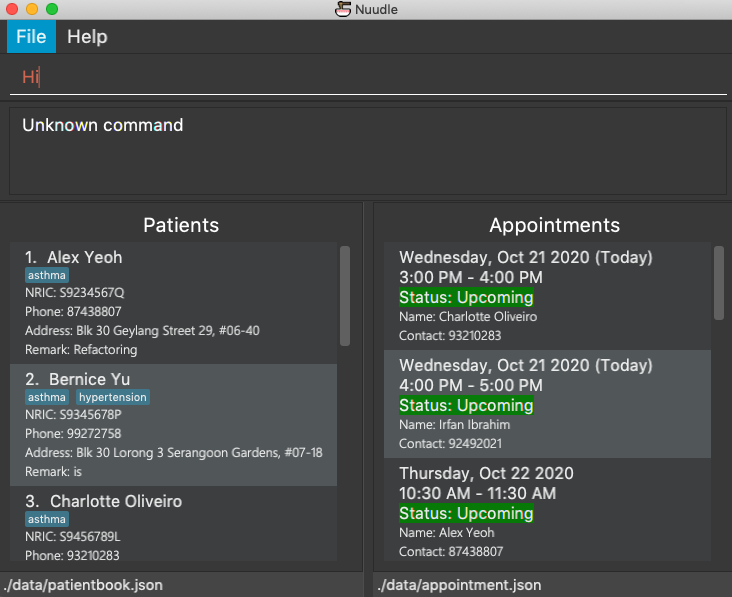 Nuudle
File Help
Hi
Unknown command
Patients
1. Alex Yeoh
asthma
NRIC: S9234567Q
Phone: 87438807
Address: Blk 30 Geylang Street 29, #06-40
Remark: Refactoring
2. Bernice Yu
asthma hypertension
NRIC: S9345678P
Phone: 99272758
Address: Blk 30 Lorong 3 Serangoon Gardens, #07-18
Remark: is
3. Charlotte Oliveiro
asthma
NRIC: S9456789L
Phone: 93210283
./data/patientbook.json
Appointments
Wednesday, Oct 21 2020 (Today)
3:00 PM - 4:00 PM
Status: Upcoming
Name: Charlotte Oliveiro
Contact: 93210283
Wednesday, Oct 21 2020 (Today)
4:00 PM - 5:00 PM
Status: Upcoming
Name: Irfan Ibrahim
Contact: 92492021
Thursday, Oct 22 2020
10:30 AM - 11:30 AM
Status: Upcoming
Name: Alex Yeoh
Contact: 87438807
./data/appointment.json